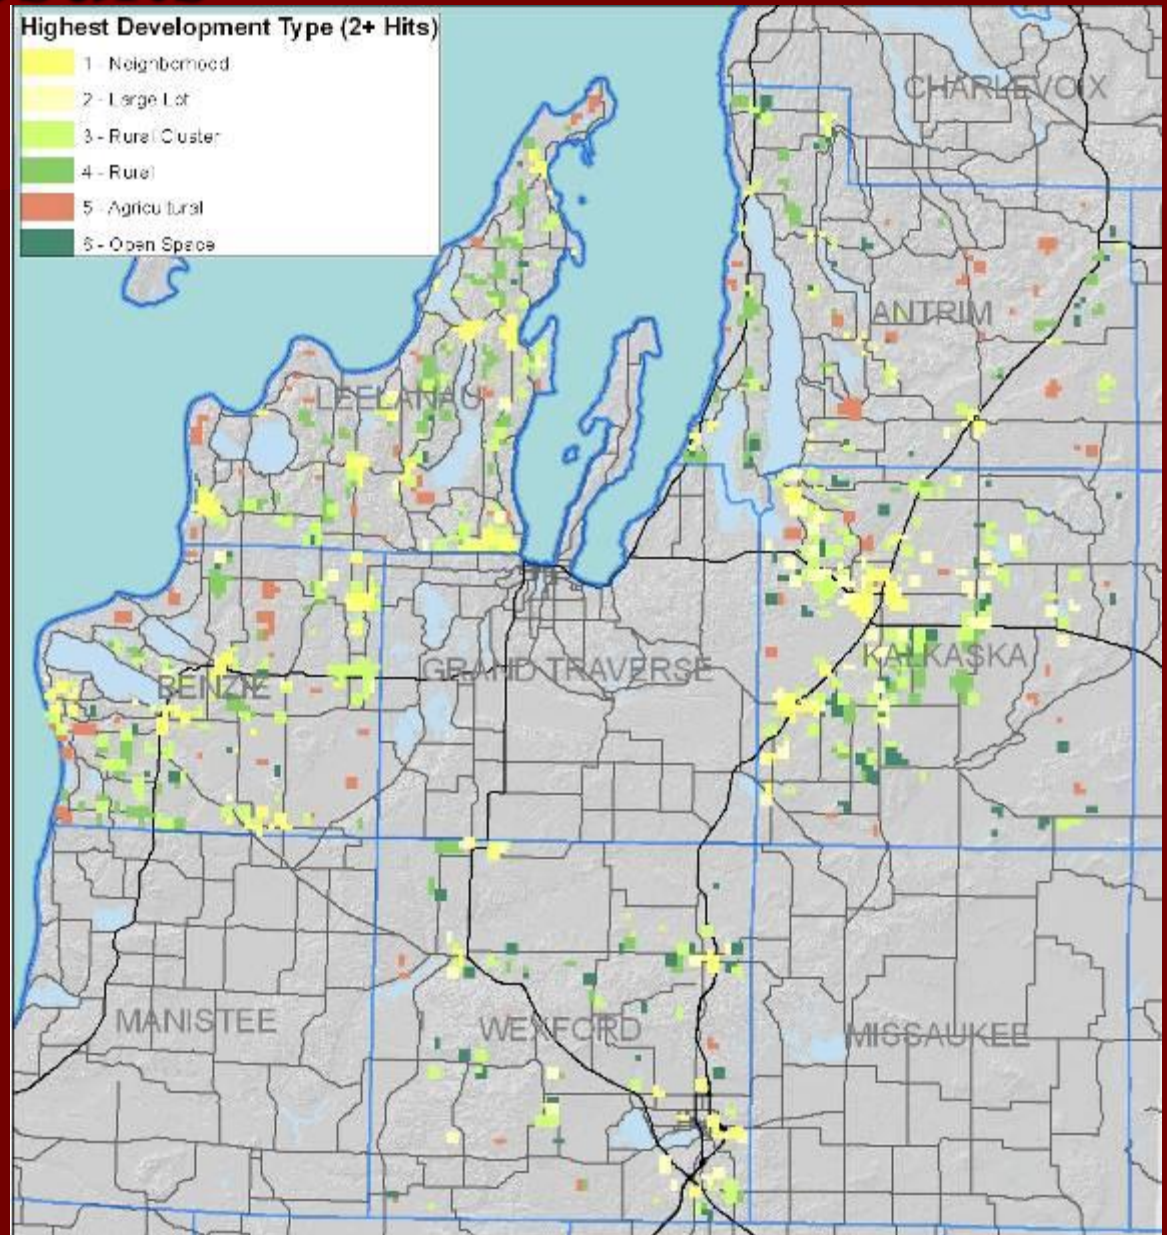 Highest Development Type (2+ Hits)
1 - Neighborhood
2 - Large Lot
3 - Rural Cluster
4 - Rural
5 - Agricultural
6 - Open Space
CHARLEVOIX
ANTRIM
LEELANAU
GRAND TRAVERSE
KALKASKA
BENZIE
MANISTEE
WEXFORD
MISSAUKEE